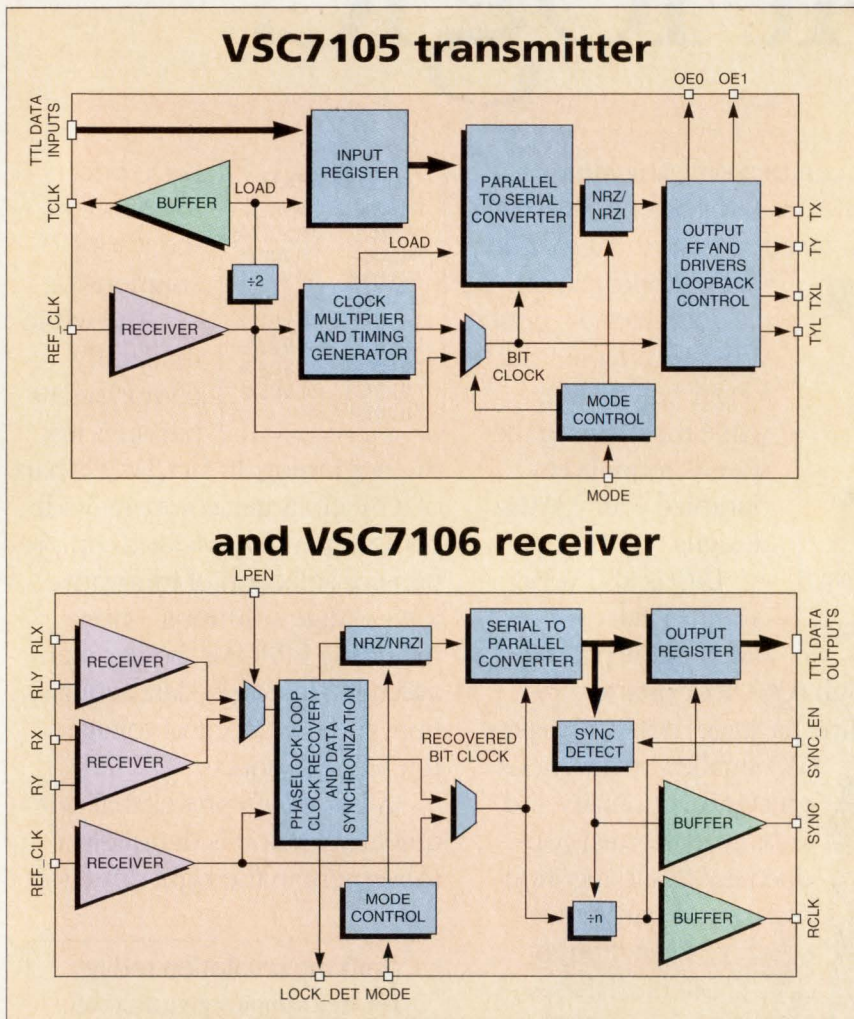 VSC7105 transmitter
OE0 OE1
TTL DATA
INPUTS
TCLK
REF_CLK
BUFFER
LOAD
÷2
RECEIVER
INPUT
REGISTER
LOAD
CLOCK
MULTIPLIER
AND TIMING
GENERATOR
PARALLEL
TO SERIAL
CONVERTER
NRZ/
NRZI
BIT
CLOCK
MODE
CONTROL
MODE
OUTPUT
FF AND
DRIVERS
LOOPBACK
CONTROL
TX
TY
TXL
TYL
and VSC7106 receiver
LPEN
RLX
RLY
RX
RY
REF_CLK
RECEIVER
RECEIVER
RECEIVER
PHASELOCK LOOP
CLOCK RECOVERY
AND DATA
SYNCHRONIZATION
NRZ/NRZI
RECOVERED
BIT CLOCK
MODE
CONTROL
LOCK_DET MODE
SERIAL TO
PARALLEL
CONVERTER
OUTPUT
REGISTER
SYNC
DETECT
÷n
BUFFER
BUFFER
TTL DATA
OUTPUTS
SYNC_EN
SYNC
RCLK